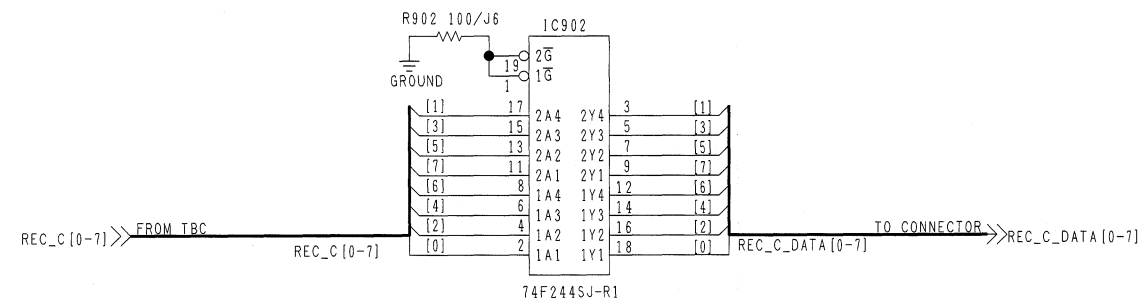 R902 100/J6
IC902
GROUND
19 2G̅
1 1G̅
[1] 17 2A4 2Y4 3 [1]
[3] 15 2A3 2Y3 5 [3]
[5] 13 2A2 2Y2 7 [5]
[7] 11 2A1 2Y1 9 [7]
[6] 8 1A4 1Y4 12 [6]
[4] 6 1A3 1Y3 14 [4]
[2] 4 1A2 1Y2 16 [2]
[0] 2 1A1 1Y1 18 [0]
REC_C[0-7] FROM TBC
REC_C[0-7]
TO CONNECTOR REC_C_DATA[0-7]
REC_C_DATA[0-7]
74F244SJ-R1